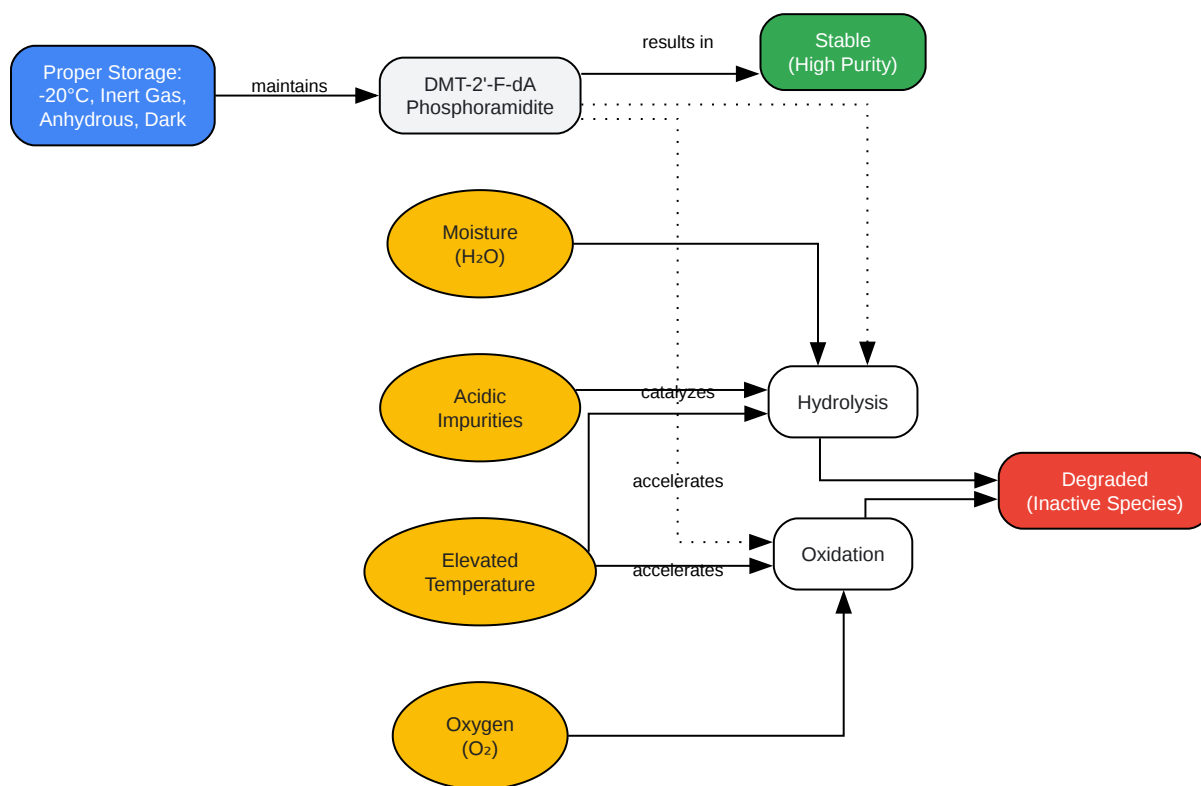 Proper Storage:
-20°C, Inert Gas,
Anhydrous, Dark
maintains
DMT-2'-F-dA
Phosphoramidite
results in
Stable
(High Purity)
Moisture
(H₂O)
Acidic
Impurities
catalyzes
Hydrolysis
accelerates
Degraded
(Inactive Species)
Elevated
Temperature
accelerates
Oxidation
Oxygen
(O₂)